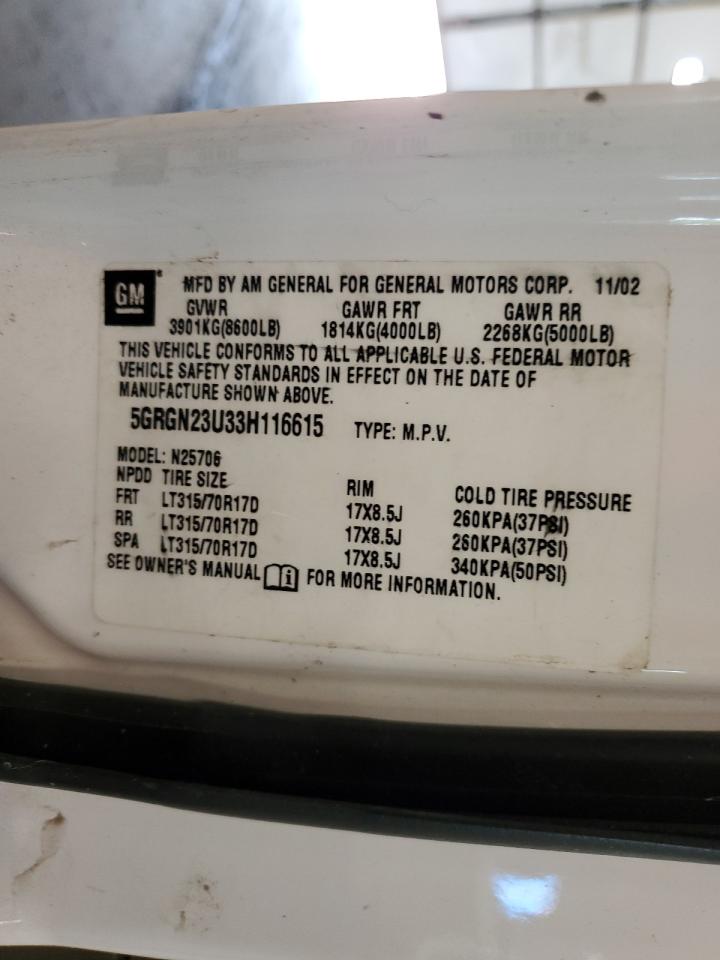 GM
MFD BY AM GENERAL FOR GENERAL MOTORS CORP. 11/02
GVWR GAWR FRT GAWR RR
3901KG(8600LB) 1814KG(4000LB) 2268KG(5000LB)
THIS VEHICLE CONFORMS TO ALL APPLICABLE U.S. FEDERAL MOTOR
VEHICLE SAFETY STANDARDS IN EFFECT ON THE DATE OF
MANUFACTURE SHOWN ABOVE.
5GRGN23U33H116615 TYPE: M.P.V.
MODEL: N25706
NPDD TIRE SIZE RIM COLD TIRE PRESSURE
FRT LT315/70R17D 17X8.5J 260KPA(37PSI)
RR LT315/70R17D 17X8.5J 260KPA(37PSI)
SPA LT315/70R17D 17X8.5J 340KPA(50PSI)
SEE OWNER'S MANUAL i FOR MORE INFORMATION.